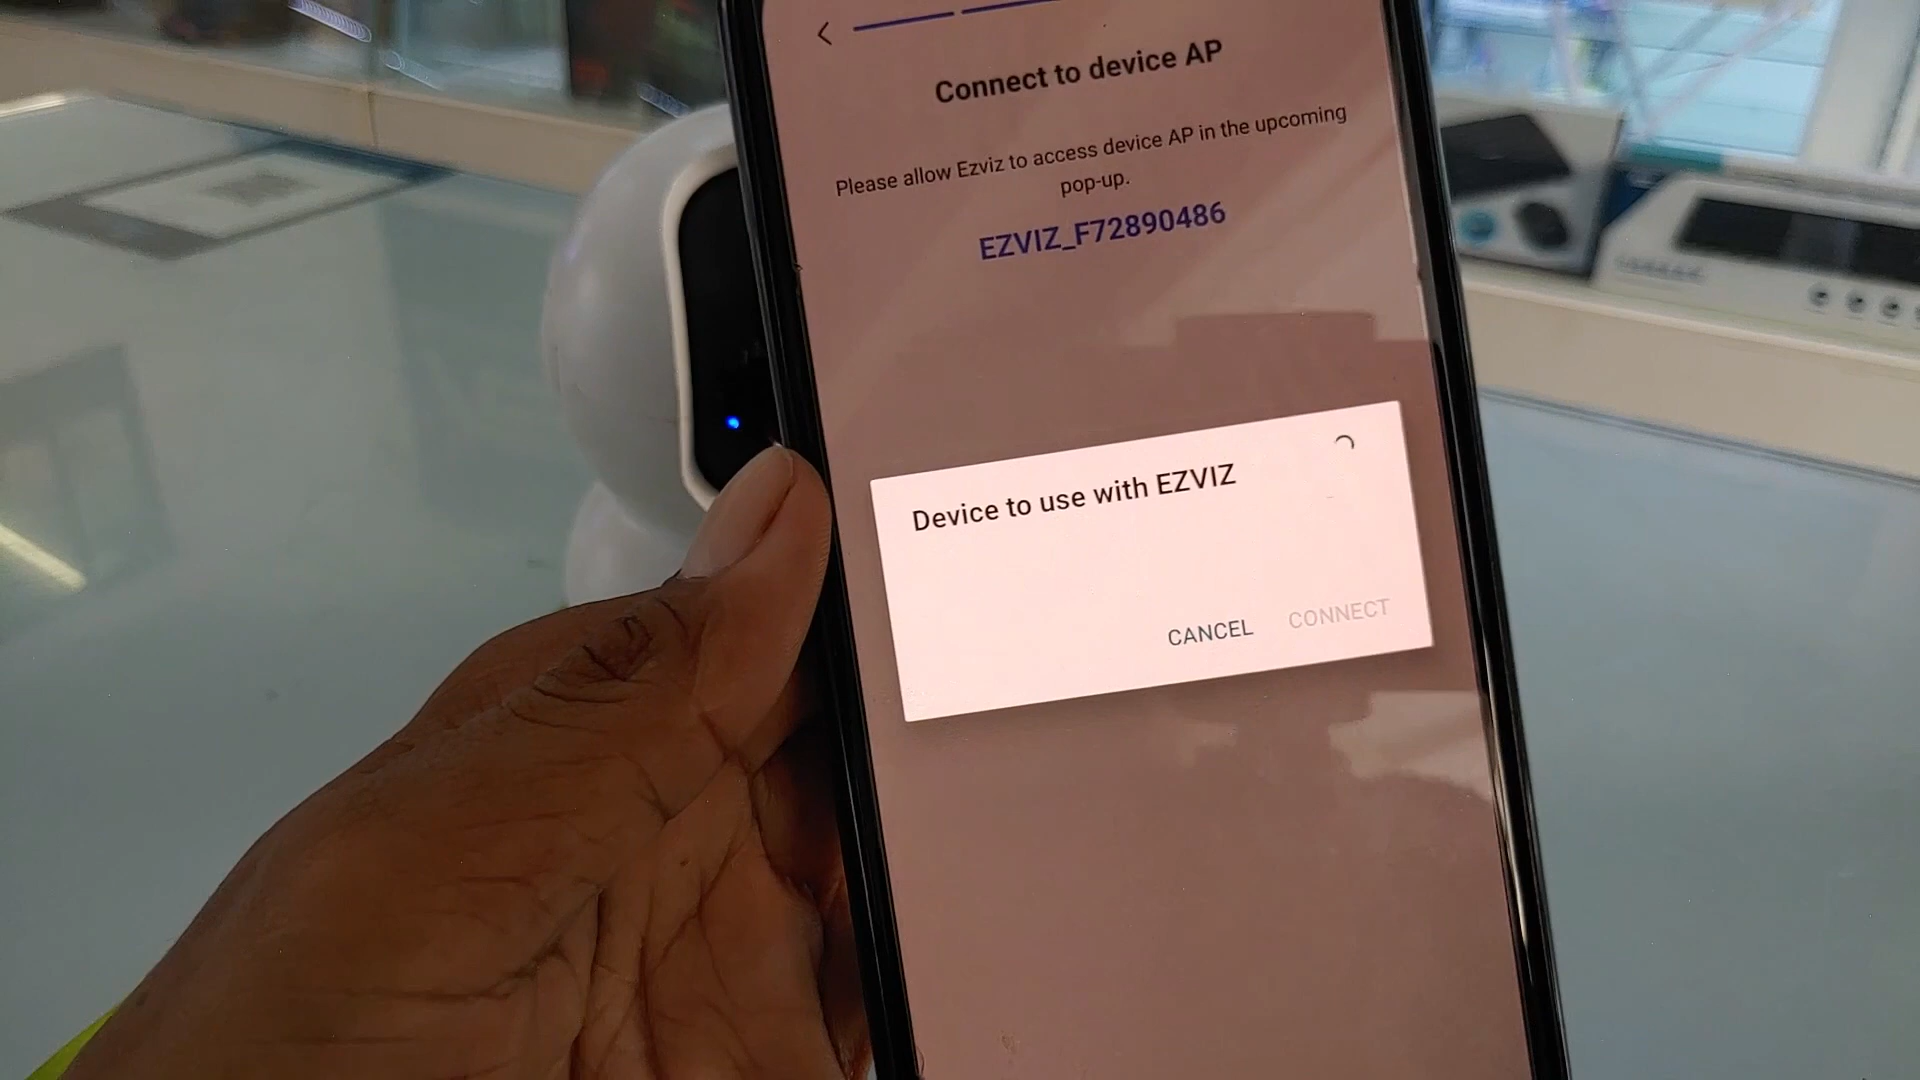 Connect to device AP
Please allow Ezviz to access device AP in the upcoming
pop-up.
EZVIZ_F72890486
Device to use with EZVIZ
CANCEL CONNECT